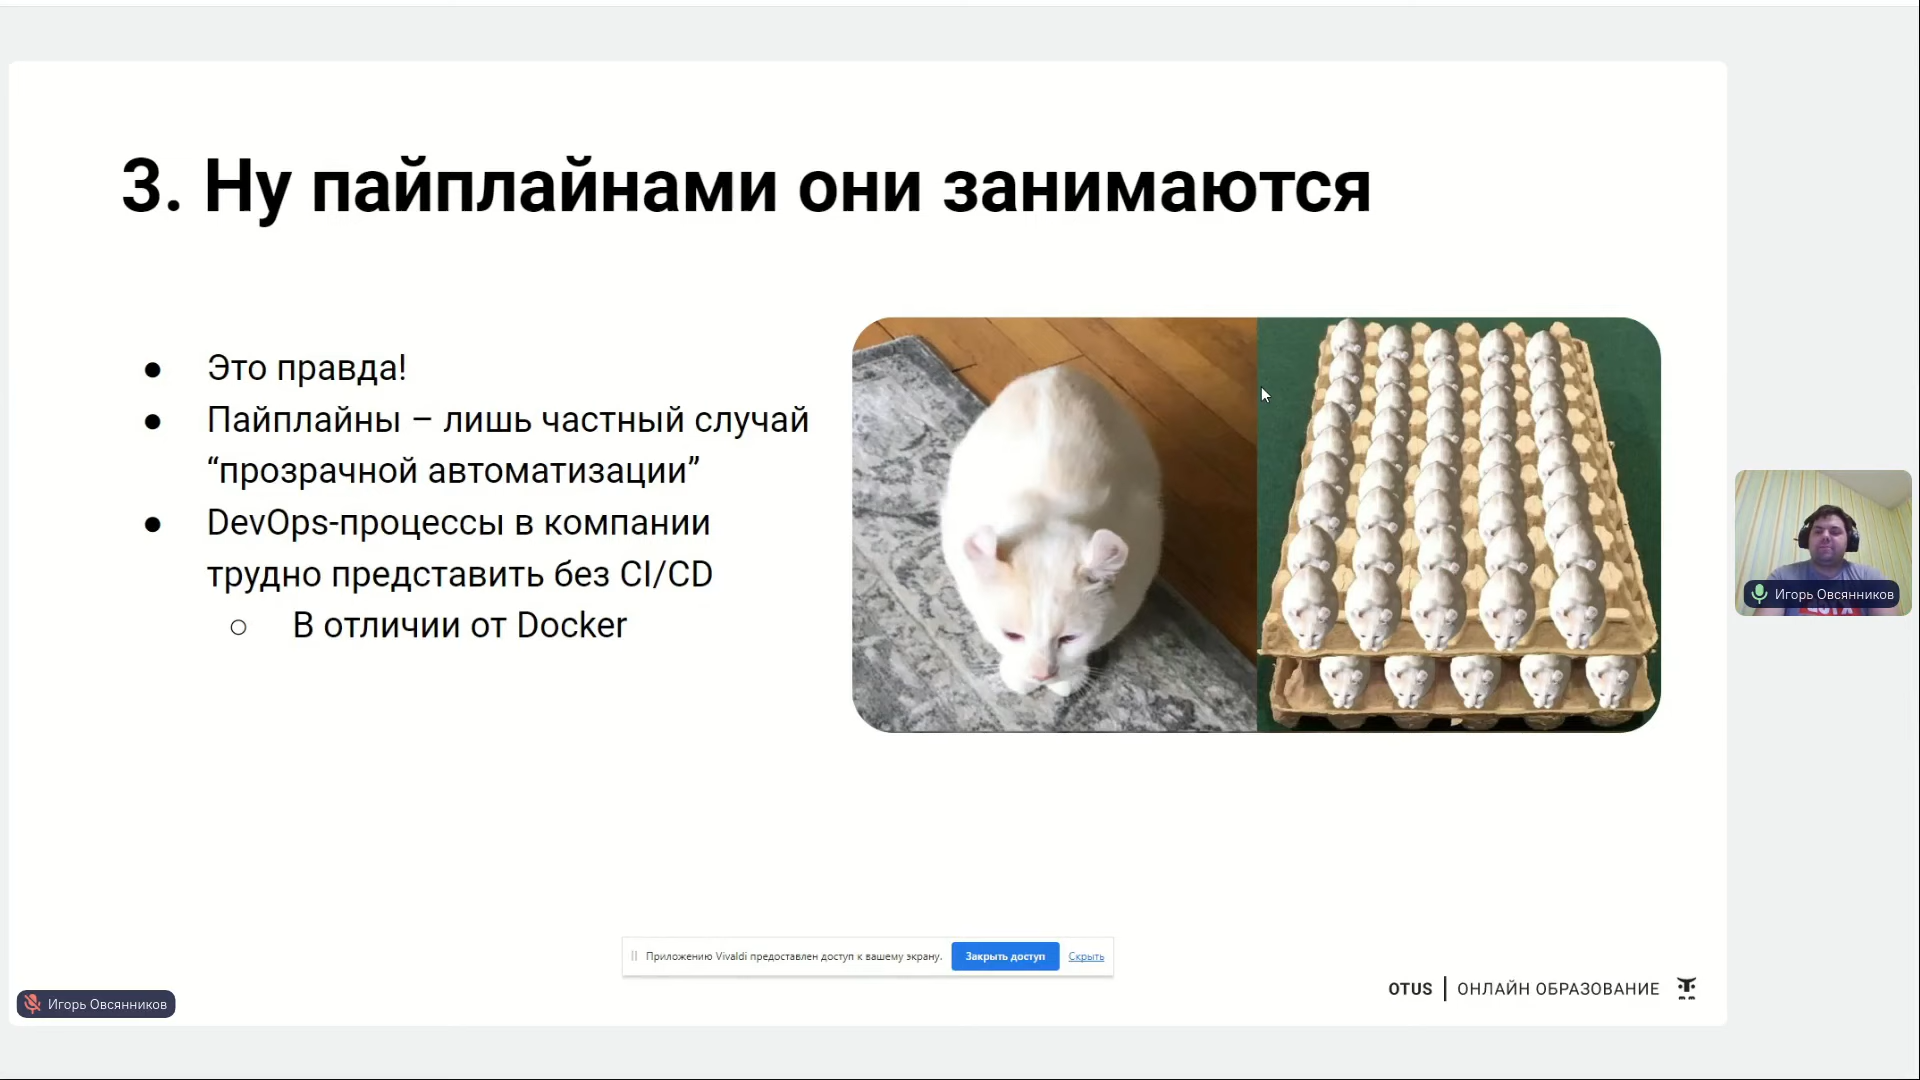 3. Ну пайплайнами они занимаются
● Это правда!
● Пайплайны – лишь частный случай
“прозрачной автоматизации”
● DevOps-процессы в компании
трудно представить без CI/CD
○ В отличии от Docker
Игорь Овсянников
Приложению Vivaldi предоставлен доступ к вашему экрану.
Закрыть доступ
Скрыть
OTUS | ОНЛАЙН ОБРАЗОВАНИЕ
Игорь Овсянников